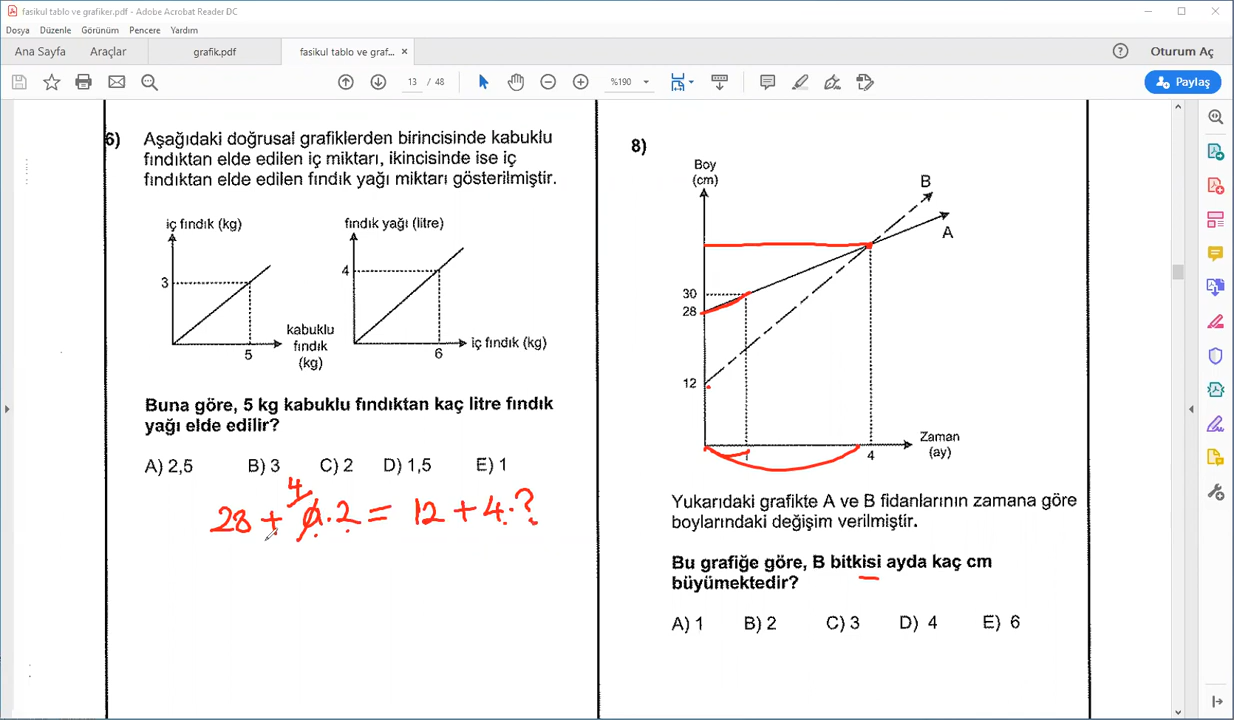 fasikul tablo ve grafiker.pdf - Adobe Acrobat Reader DC
Dosya Düzenle Görünüm Pencere Yardım
Ana Sayfa Araçlar grafik.pdf fasikul tablo ve graf... × Oturum Aç
13 / 48 %190 Paylaş
6) Aşağıdaki doğrusal grafiklerden birincisinde kabuklu
fındıktan elde edilen iç miktarı, ikincisinde ise iç
fındıktan elde edilen fındık yağı miktarı gösterilmiştir.
iç fındık (kg)
3
5
kabuklu
fındık
(kg)
fındık yağı (litre)
4
6
iç fındık (kg)
Buna göre, 5 kg kabuklu fındıktan kaç litre fındık
yağı elde edilir?
A) 2,5 B) 3 C) 2 D) 1,5 E) 1
4
28 + a . 2 = 12 + 4 . ?
8)
Boy
(cm)
B
A
30
28
12
1
4
Zaman
(ay)
Yukarıdaki grafikte A ve B fidanlarının zamana göre
boylarındaki değişim verilmiştir.
Bu grafiğe göre, B bitkisi ayda kaç cm
büyümektedir?
A) 1 B) 2 C) 3 D) 4 E) 6